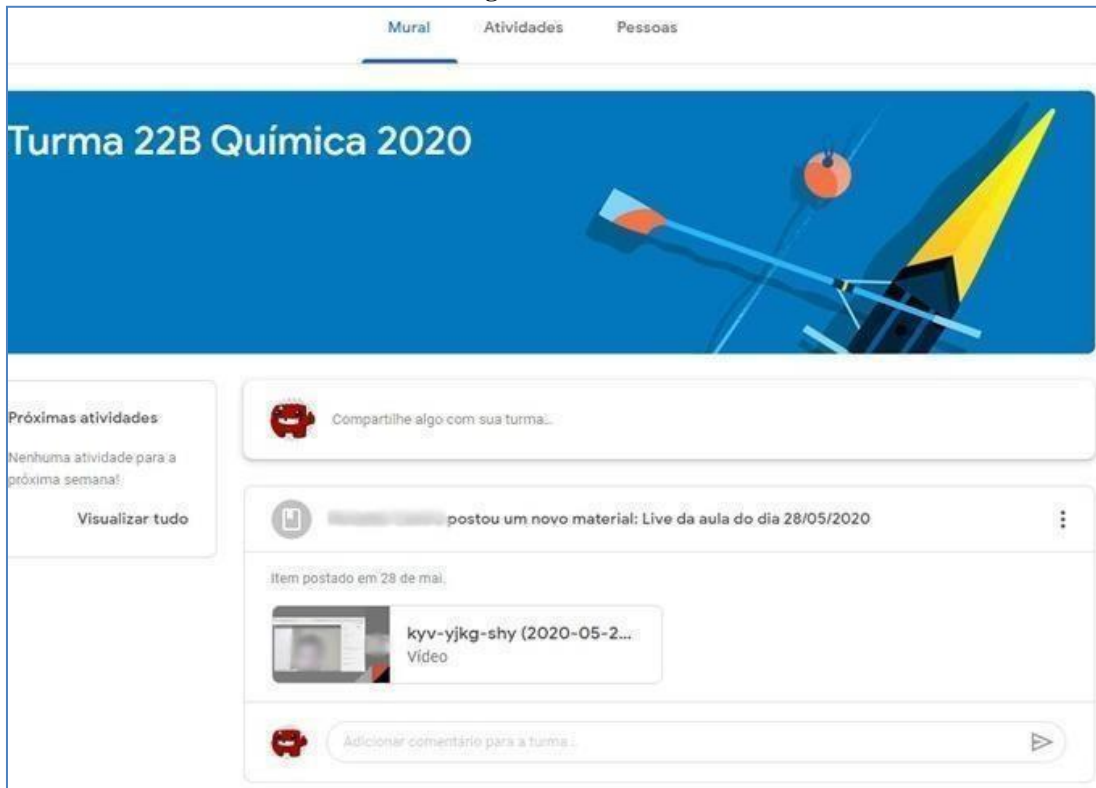 Mural Atividades Pessoas
Turma 22B Química 2020
Próximas atividades
Nenhuma atividade para a
próxima semana!
Visualizar tudo
Compartilhe algo com sua turma...
postou um novo material: Live da aula do dia 28/05/2020
Item postado em 28 de mai.
kyv-yjkg-shy (2020-05-2...
Vídeo
Adicionar comentário para a turma...